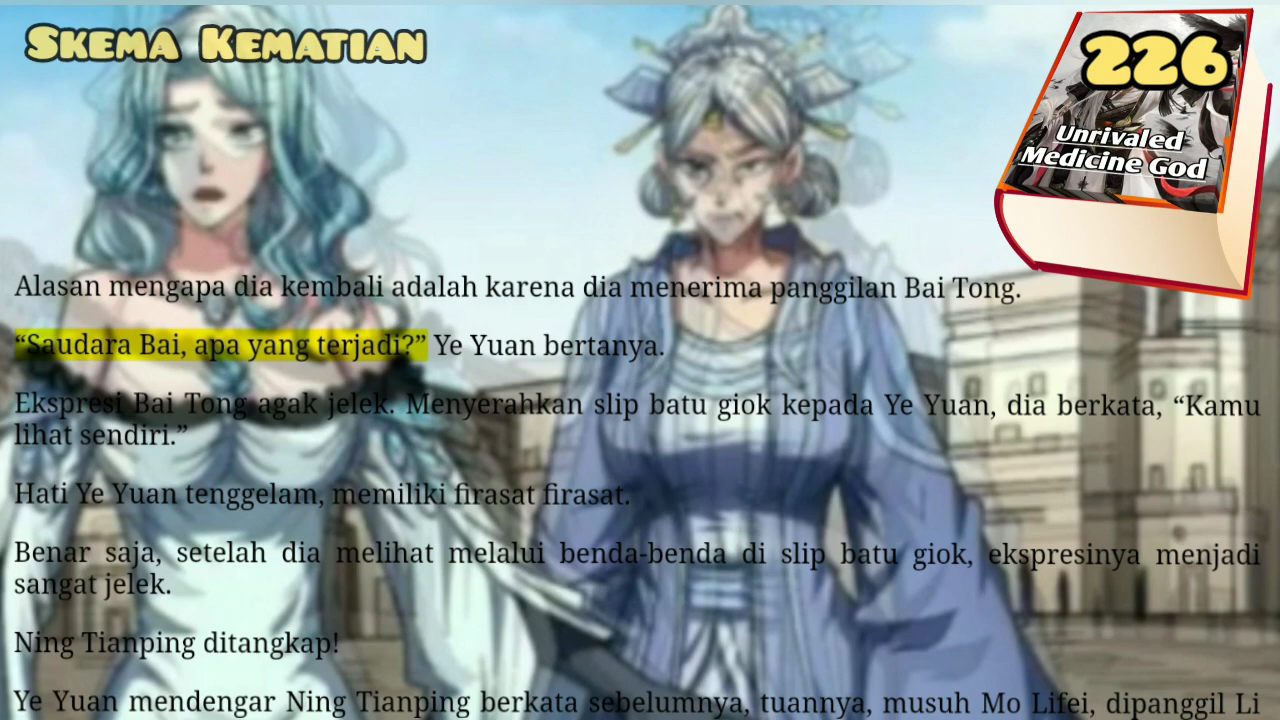 Skema Kematian
226
Unrivaled
Medicine God
Alasan mengapa dia kembali adalah karena dia menerima panggilan Bai Tong.
“Saudara Bai, apa yang terjadi?” Ye Yuan bertanya.
Ekspresi Bai Tong agak jelek. Menyerahkan slip batu giok kepada Ye Yuan, dia berkata, “Kamu
lihat sendiri.”
Hati Ye Yuan tenggelam, memiliki firasat firasat.
Benar saja, setelah dia melihat melalui benda-benda di slip batu giok, ekspresinya menjadi
sangat jelek.
Ning Tianping ditangkap!
Ye Yuan mendengar Ning Tianping berkata sebelumnya, tuannya, musuh Mo Lifei, dipanggil Li